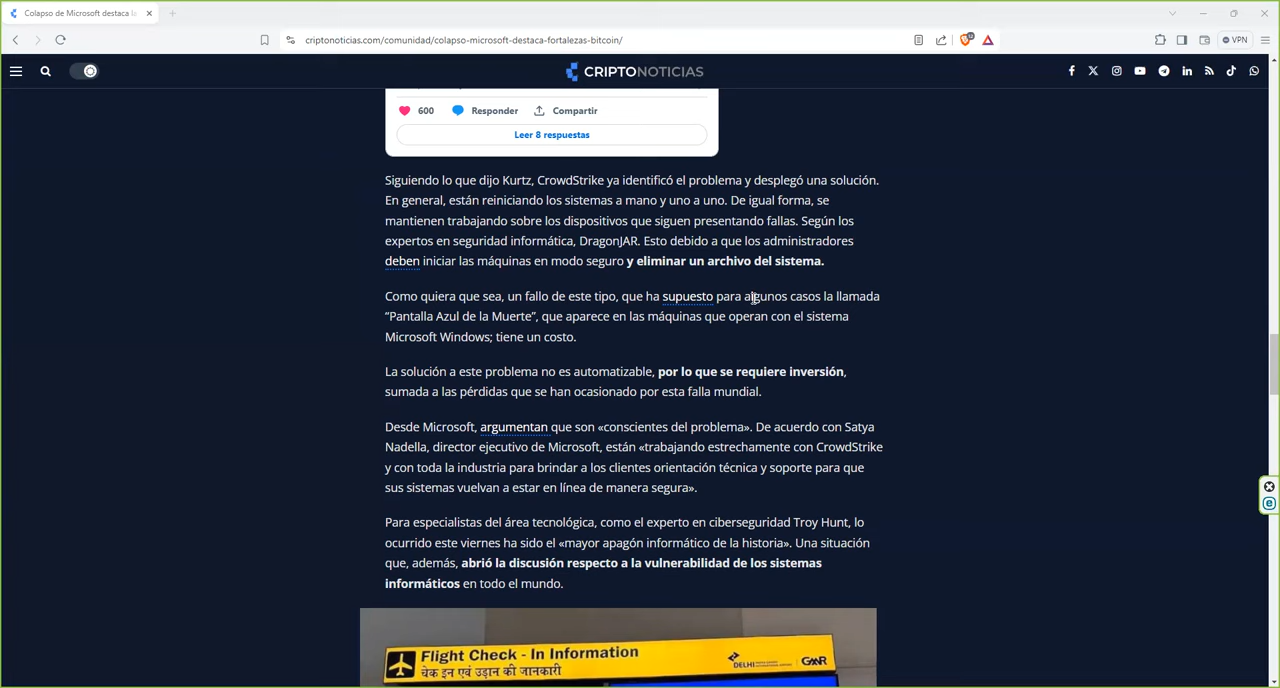 Colapso de Microsoft destaca la
criptonoticias.com/comunidad/colapso-microsoft-destaca-fortalezas-bitcoin/
VPN
CRIPTONOTICIAS
600 Responder Compartir
Leer 8 respuestas
Siguiendo lo que dijo Kurtz, CrowdStrike ya identificó el problema y desplegó una solución.
En general, están reiniciando los sistemas a mano y uno a uno. De igual forma, se
mantienen trabajando sobre los dispositivos que siguen presentando fallas. Según los
expertos en seguridad informática, DragonJAR. Esto debido a que los administradores
deben iniciar las máquinas en modo seguro y eliminar un archivo del sistema.
Como quiera que sea, un fallo de este tipo, que ha supuesto para algunos casos la llamada
“Pantalla Azul de la Muerte”, que aparece en las máquinas que operan con el sistema
Microsoft Windows; tiene un costo.
La solución a este problema no es automatizable, por lo que se requiere inversión,
sumada a las pérdidas que se han ocasionado por esta falla mundial.
Desde Microsoft, argumentan que son «conscientes del problema». De acuerdo con Satya
Nadella, director ejecutivo de Microsoft, están «trabajando estrechamente con CrowdStrike
y con toda la industria para brindar a los clientes orientación técnica y soporte para que
sus sistemas vuelvan a estar en línea de manera segura».
Para especialistas del área tecnológica, como el experto en ciberseguridad Troy Hunt, lo
ocurrido este viernes ha sido el «mayor apagón informático de la historia». Una situación
que, además, abrió la discusión respecto a la vulnerabilidad de los sistemas
informáticos en todo el mundo.
Flight Check - In Information
चेक इन एवं उड़ान की जानकारी
DELHI
GMR